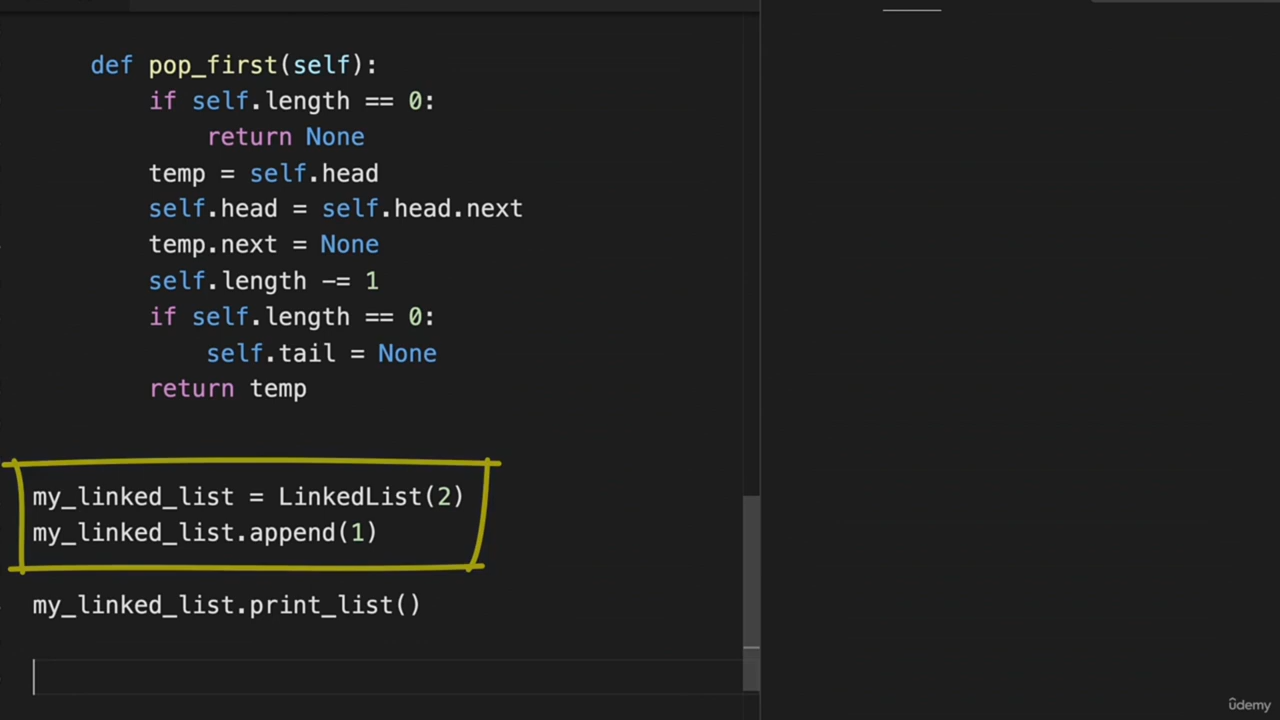 def pop_first(self):
if self.length == 0:
return None
temp = self.head
self.head = self.head.next
temp.next = None
self.length -= 1
if self.length == 0:
self.tail = None
return temp
my_linked_list = LinkedList(2)
my_linked_list.append(1)
my_linked_list.print_list()
ûdemy